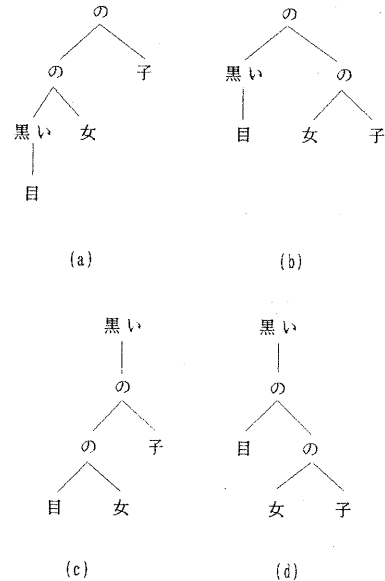 の の
の 子 黒い の
黒い 女 目 女 子
目
(a) (b)
黒い 黒い
の の
の 子 目 の
目 女 女 子
(c) (d)